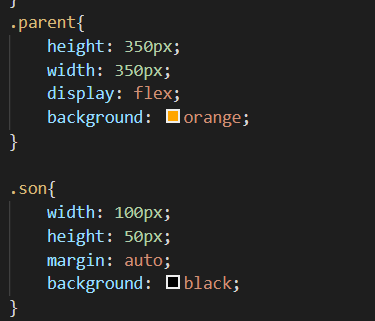 }
.parent{
    height: 350px;
    width: 350px;
    display: flex;
    background: orange;
}

.son{
    width: 100px;
    height: 50px;
    margin: auto;
    background: black;
}